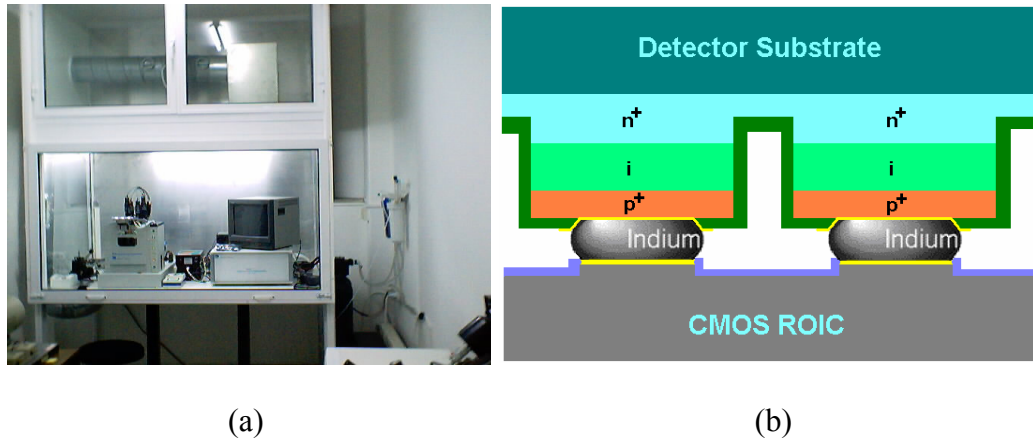 Detector Substrate
n+ n+
i i
p+ p+
Indium Indium
CMOS ROIC
(a) (b)